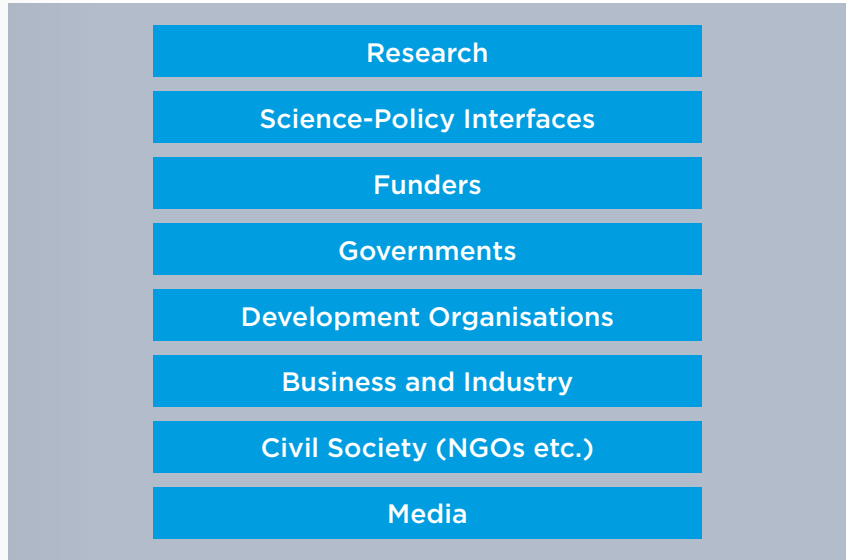 Research
Science-Policy Interfaces
Funders
Governments
Development Organisations
Business and Industry
Civil Society (NGOs etc.)
Media